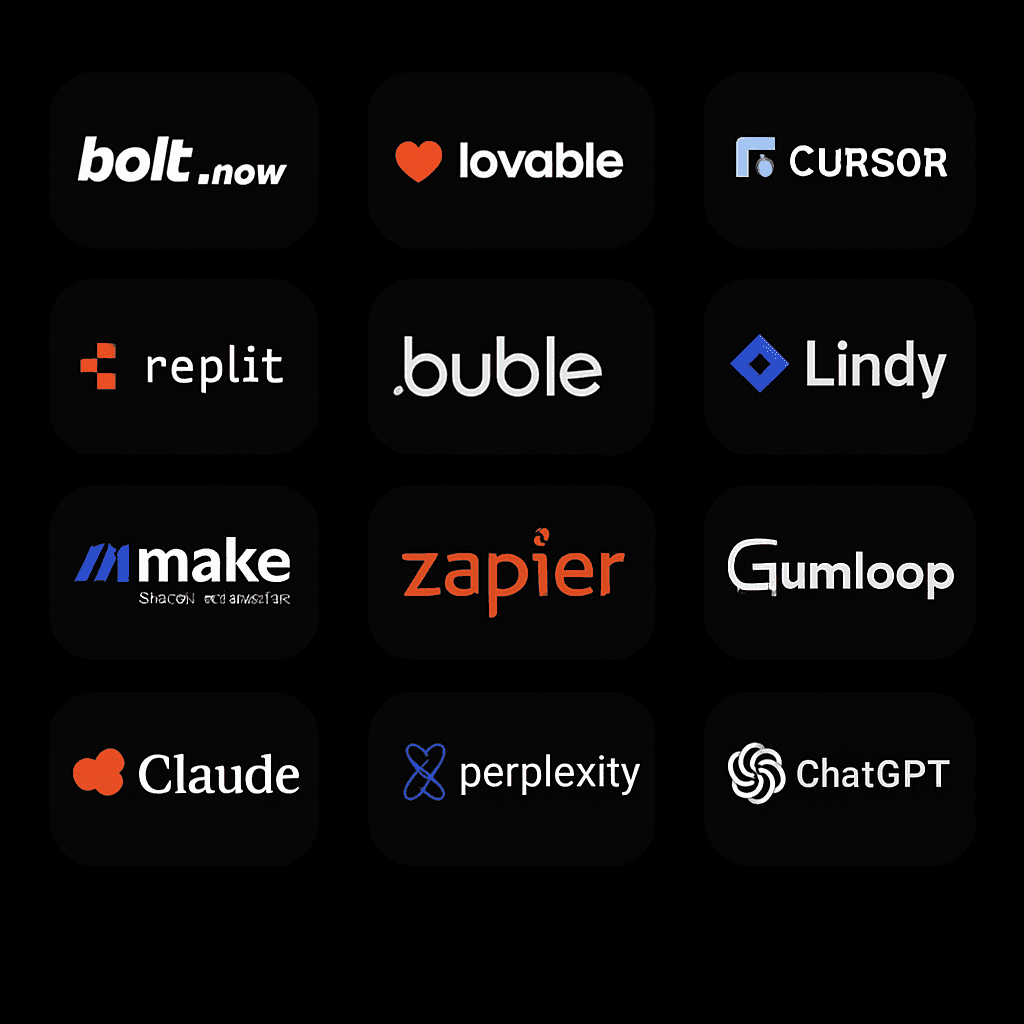 bolt.now
lovable
CURSOR
replit
.buble
Lindy
make
zapier
Gumloop
Claude
perplexity
ChatGPT